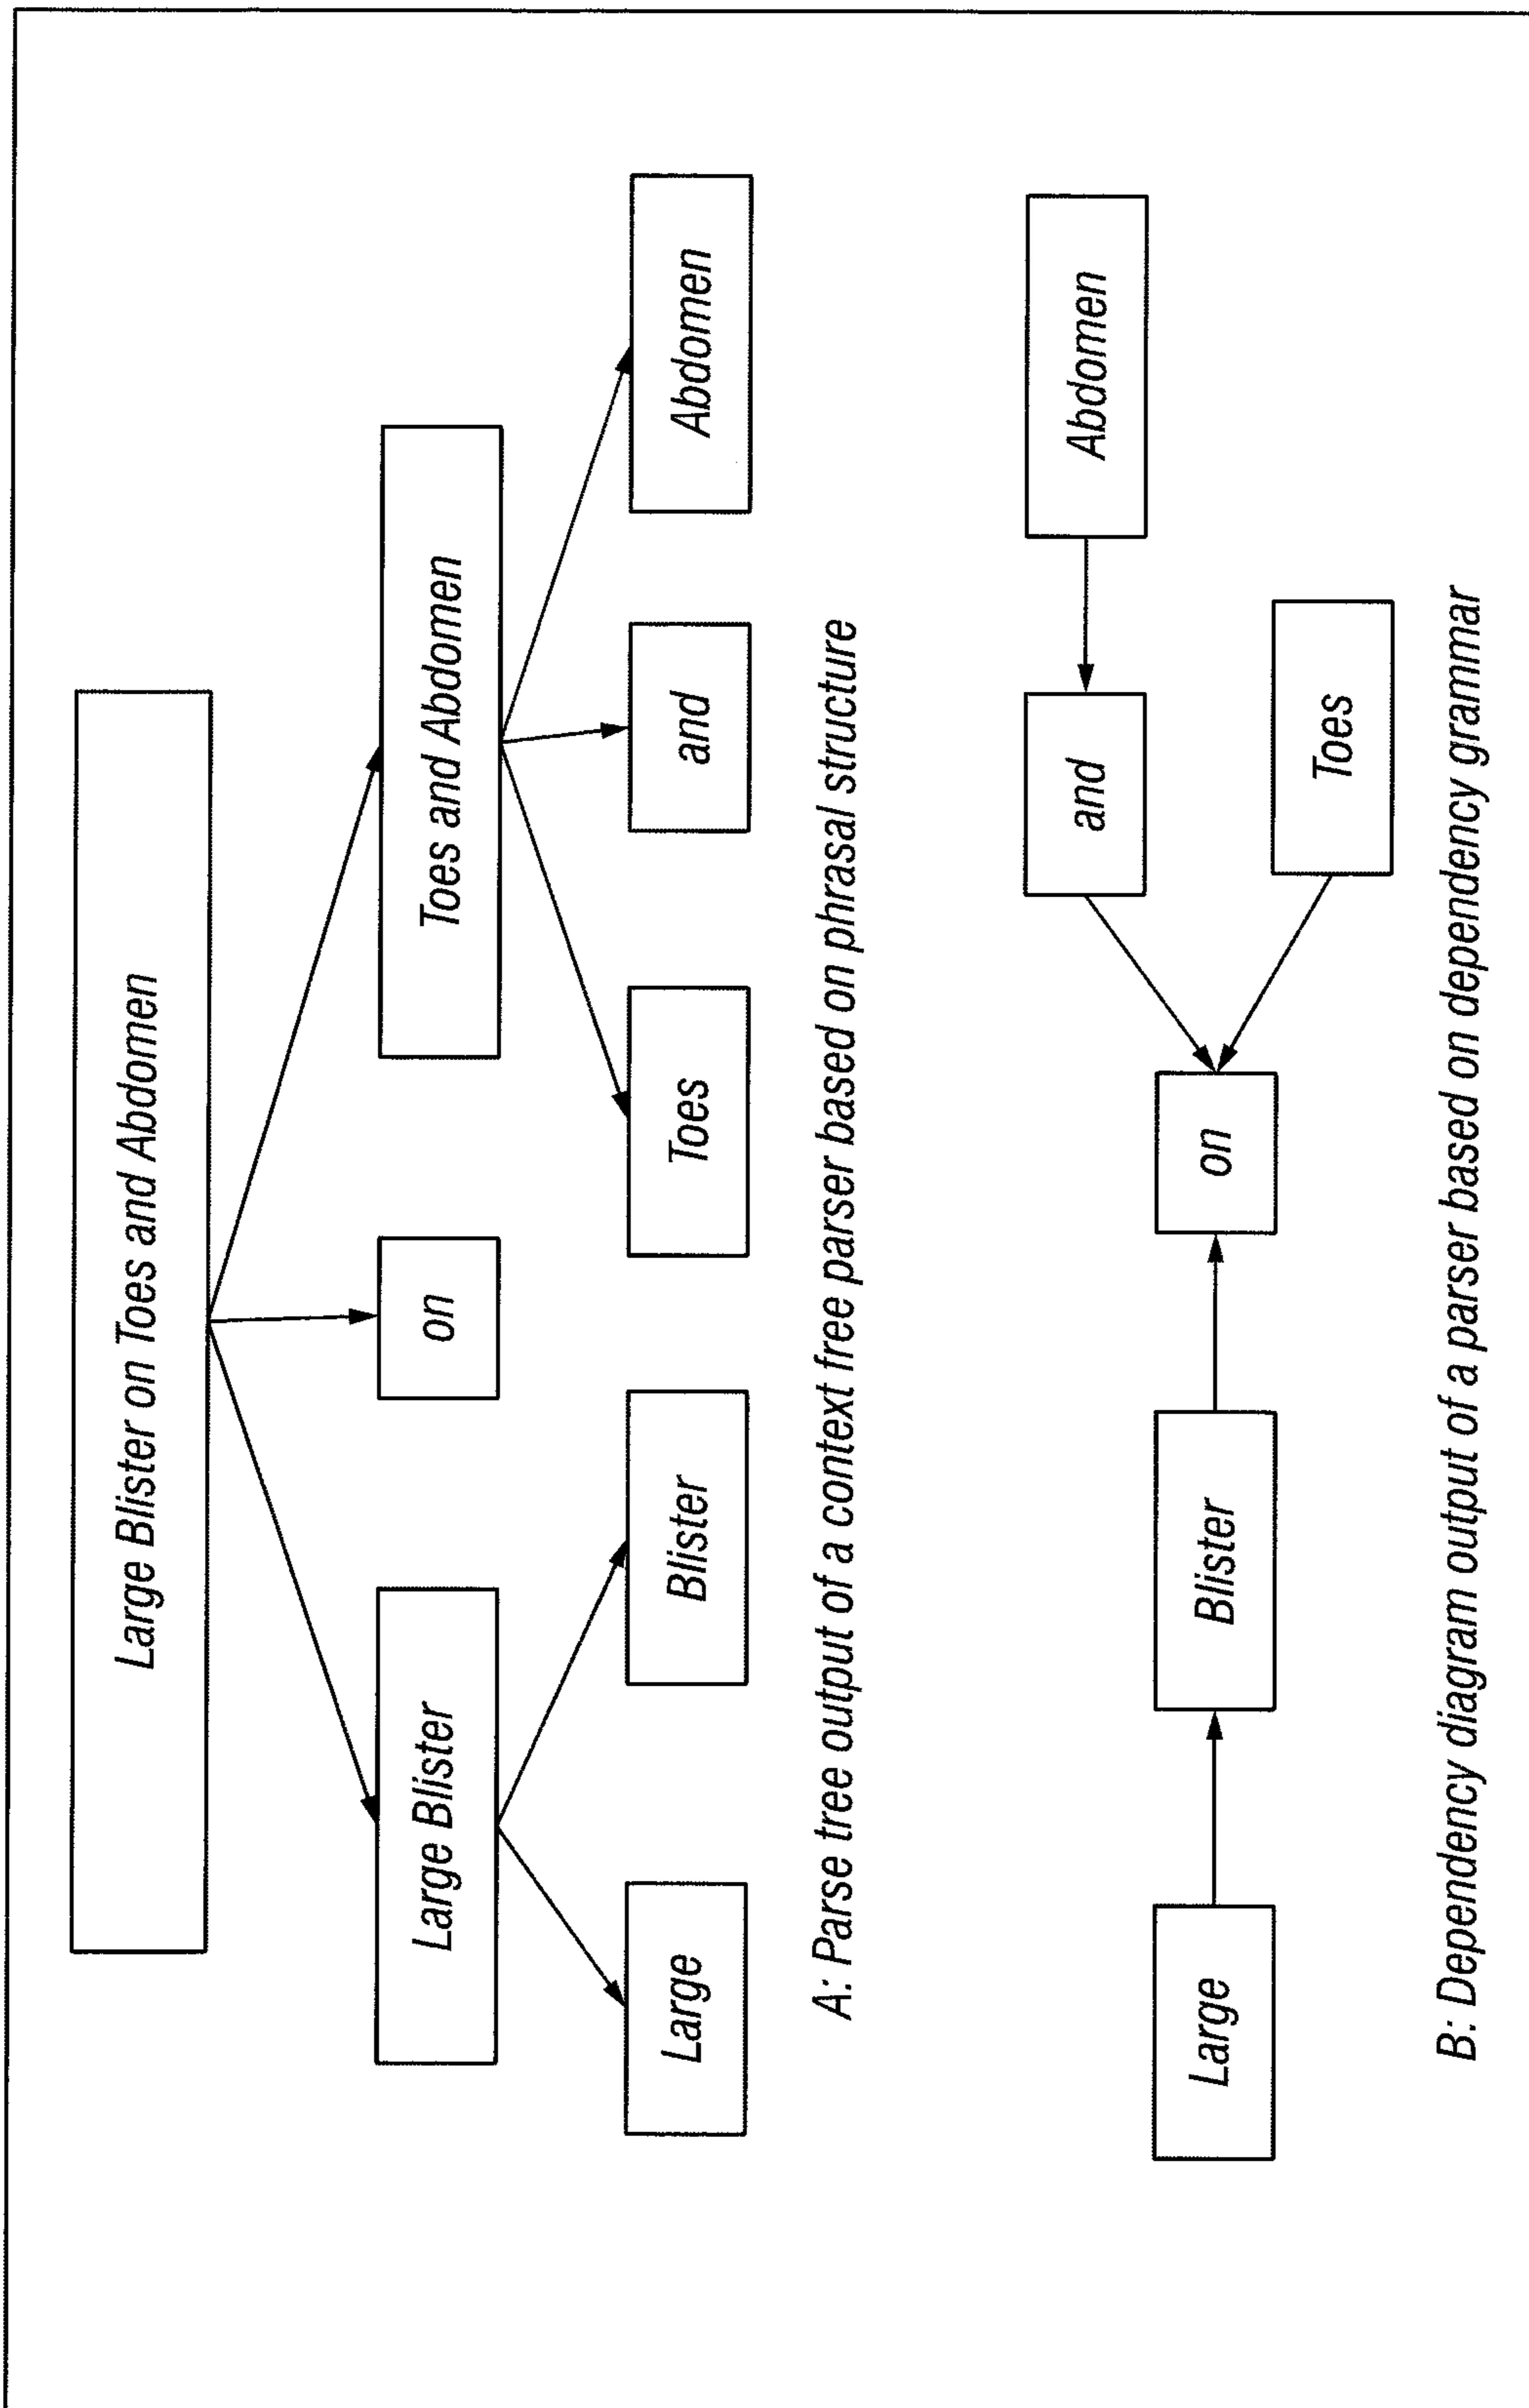 Large Blister on Toes and Abdomen
Large Blister
on
Toes and Abdomen
Large
Blister
Toes
and
Abdomen
A: Parse tree output of a context free parser based on phrasal structure
Large
Blister
on
and
Abdomen
Toes
B: Dependency diagram output of a parser based on dependency grammar